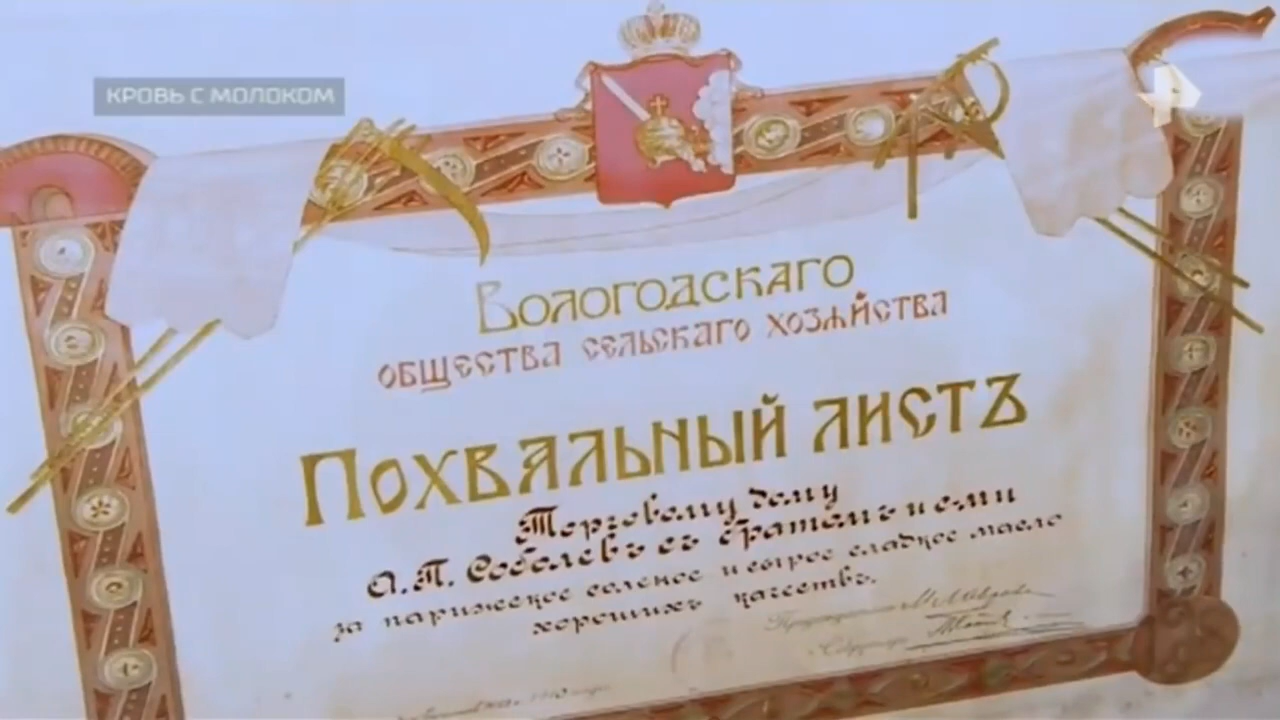 КРОВЬ С МОЛОКОМ
Вологодскаго
ОБЩЕСТВА СЕЛЬСКАГО ХОЗЯЙСТВА
ПОХВАЛЬНЫЙ ЛИСТЪ
Торговому дому
А. П. Соболевъ съ братомъ и сми
за парижское соленое и сырое сладкое масло
хорошихъ качествъ.